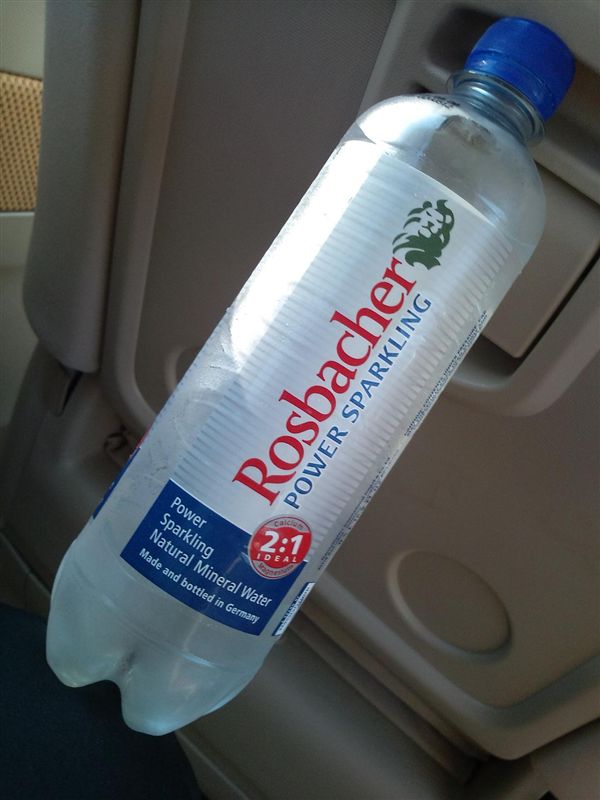 Rosbacher
POWER SPARKLING
Calcium
2:1
IDEAL
Magnesium
Power
Sparkling
Natural Mineral Water
Made and bottled in Germany